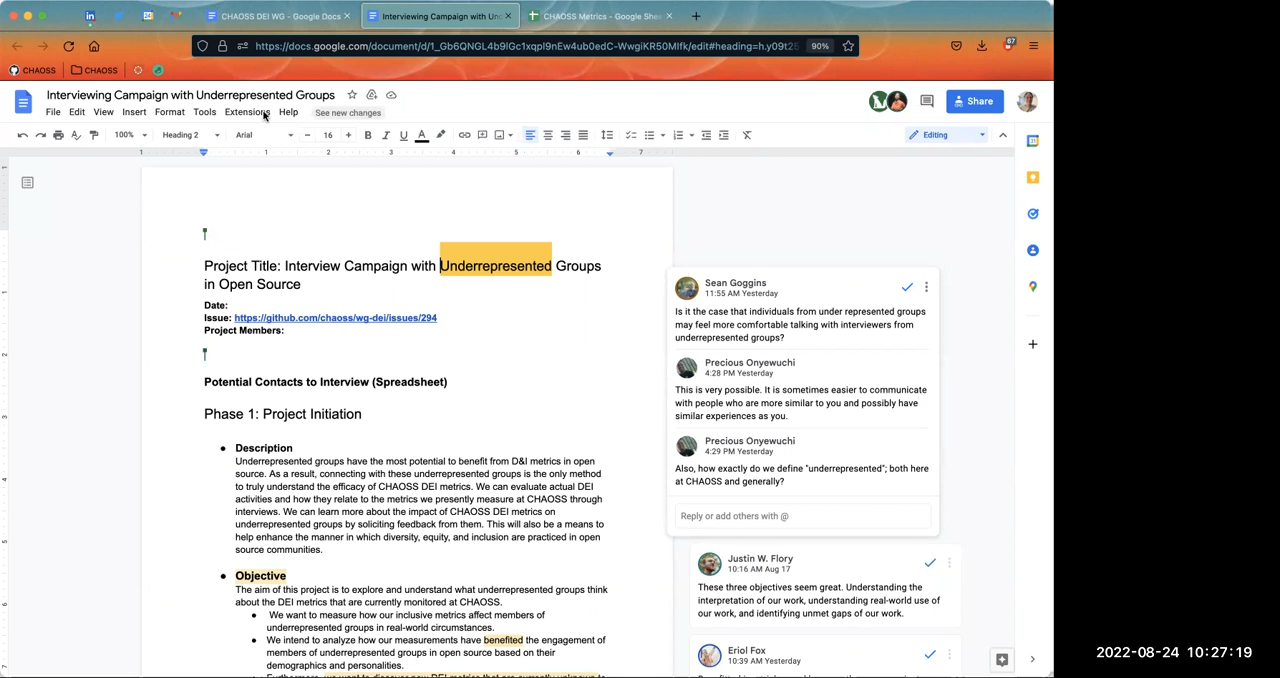 CHAOSS DEI WG - Google Docs
Interviewing Campaign with Un
CHAOSS Metrics - Google She
https://docs.google.com/document/d/1_Gb6QNGL4b9lGc1xqpl9nEw4ub0edC-WwgiKR50Mlfk/edit#heading=h.y09t2
90%
67
CHAOSS
CHAOSS
Interviewing Campaign with Underrepresented Groups
File Edit View Insert Format Tools Extensions Help See new changes
Share
100% Heading 2 Arial 16 B I U A Editing
1 1 2 3 4 5 6 7
Project Title: Interview Campaign with Underrepresented Groups
in Open Source
Date:
Issue: https://github.com/chaoss/wg-dei/issues/294
Project Members:
Potential Contacts to Interview (Spreadsheet)
Phase 1: Project Initiation
● Description
Underrepresented groups have the most potential to benefit from D&I metrics in open
source. As a result, connecting with these underrepresented groups is the only method
to truly understand the efficacy of CHAOSS DEI metrics. We can evaluate actual DEI
activities and how they relate to the metrics we presently measure at CHAOSS through
interviews. We can learn more about the impact of CHAOSS DEI metrics on
underrepresented groups by soliciting feedback from them. This will also be a means to
help enhance the manner in which diversity, equity, and inclusion are practiced in open
source communities.
● Objective
The aim of this project is to explore and understand what underrepresented groups think
about the DEI metrics that are currently monitored at CHAOSS.
● We want to measure how our inclusive metrics affect members of
underrepresented groups in real-world circumstances.
● We intend to analyze how our measurements have benefited the engagement of
members of underrepresented groups in open source based on their
demographics and personalities.
Sean Goggins
11:55 AM Yesterday
Is it the case that individuals from under represented groups
may feel more comfortable talking with interviewers from
underrepresented groups?
Precious Onyewuchi
4:28 PM Yesterday
This is very possible. It is sometimes easier to communicate
with people who are more similar to you and possibly have
similar experiences as you.
Precious Onyewuchi
4:29 PM Yesterday
Also, how exactly do we define "underrepresented"; both here
at CHAOSS and generally?
Reply or add others with @
Justin W. Flory
10:16 AM Aug 17
These three objectives seem great. Understanding the
interpretation of our work, understanding real-world use of
our work, and identifying unmet gaps of our work.
Eriol Fox
10:39 AM Yesterday
2022-08-24 10:27:19